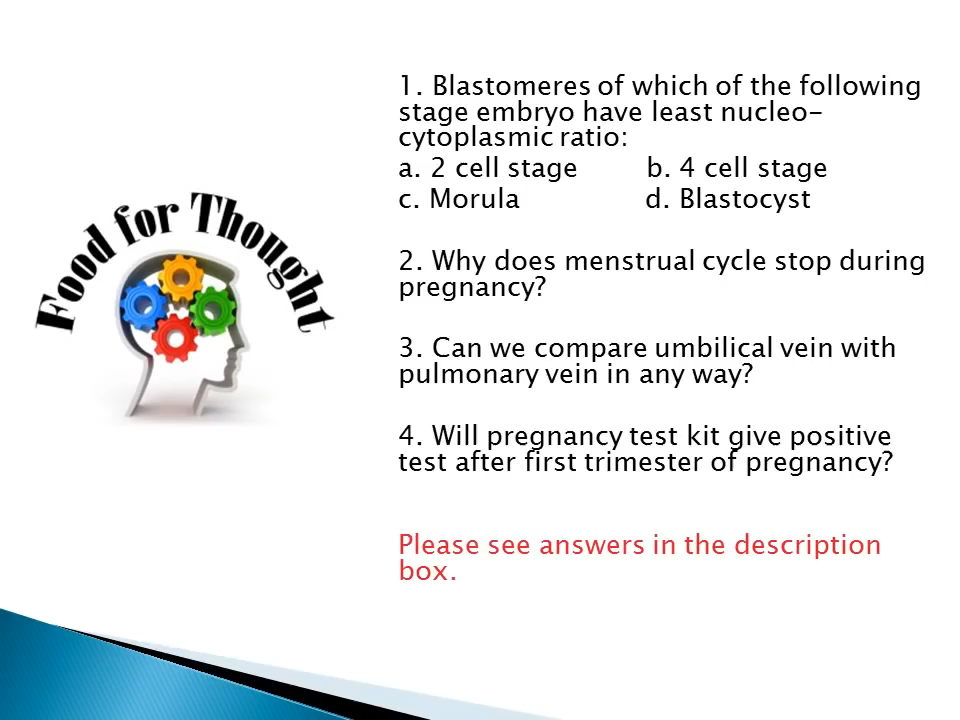 Food for Thought
1. Blastomeres of which of the following
stage embryo have least nucleo-
cytoplasmic ratio:
a. 2 cell stage b. 4 cell stage
c. Morula d. Blastocyst
2. Why does menstrual cycle stop during
pregnancy?
3. Can we compare umbilical vein with
pulmonary vein in any way?
4. Will pregnancy test kit give positive
test after first trimester of pregnancy?
Please see answers in the description
box.